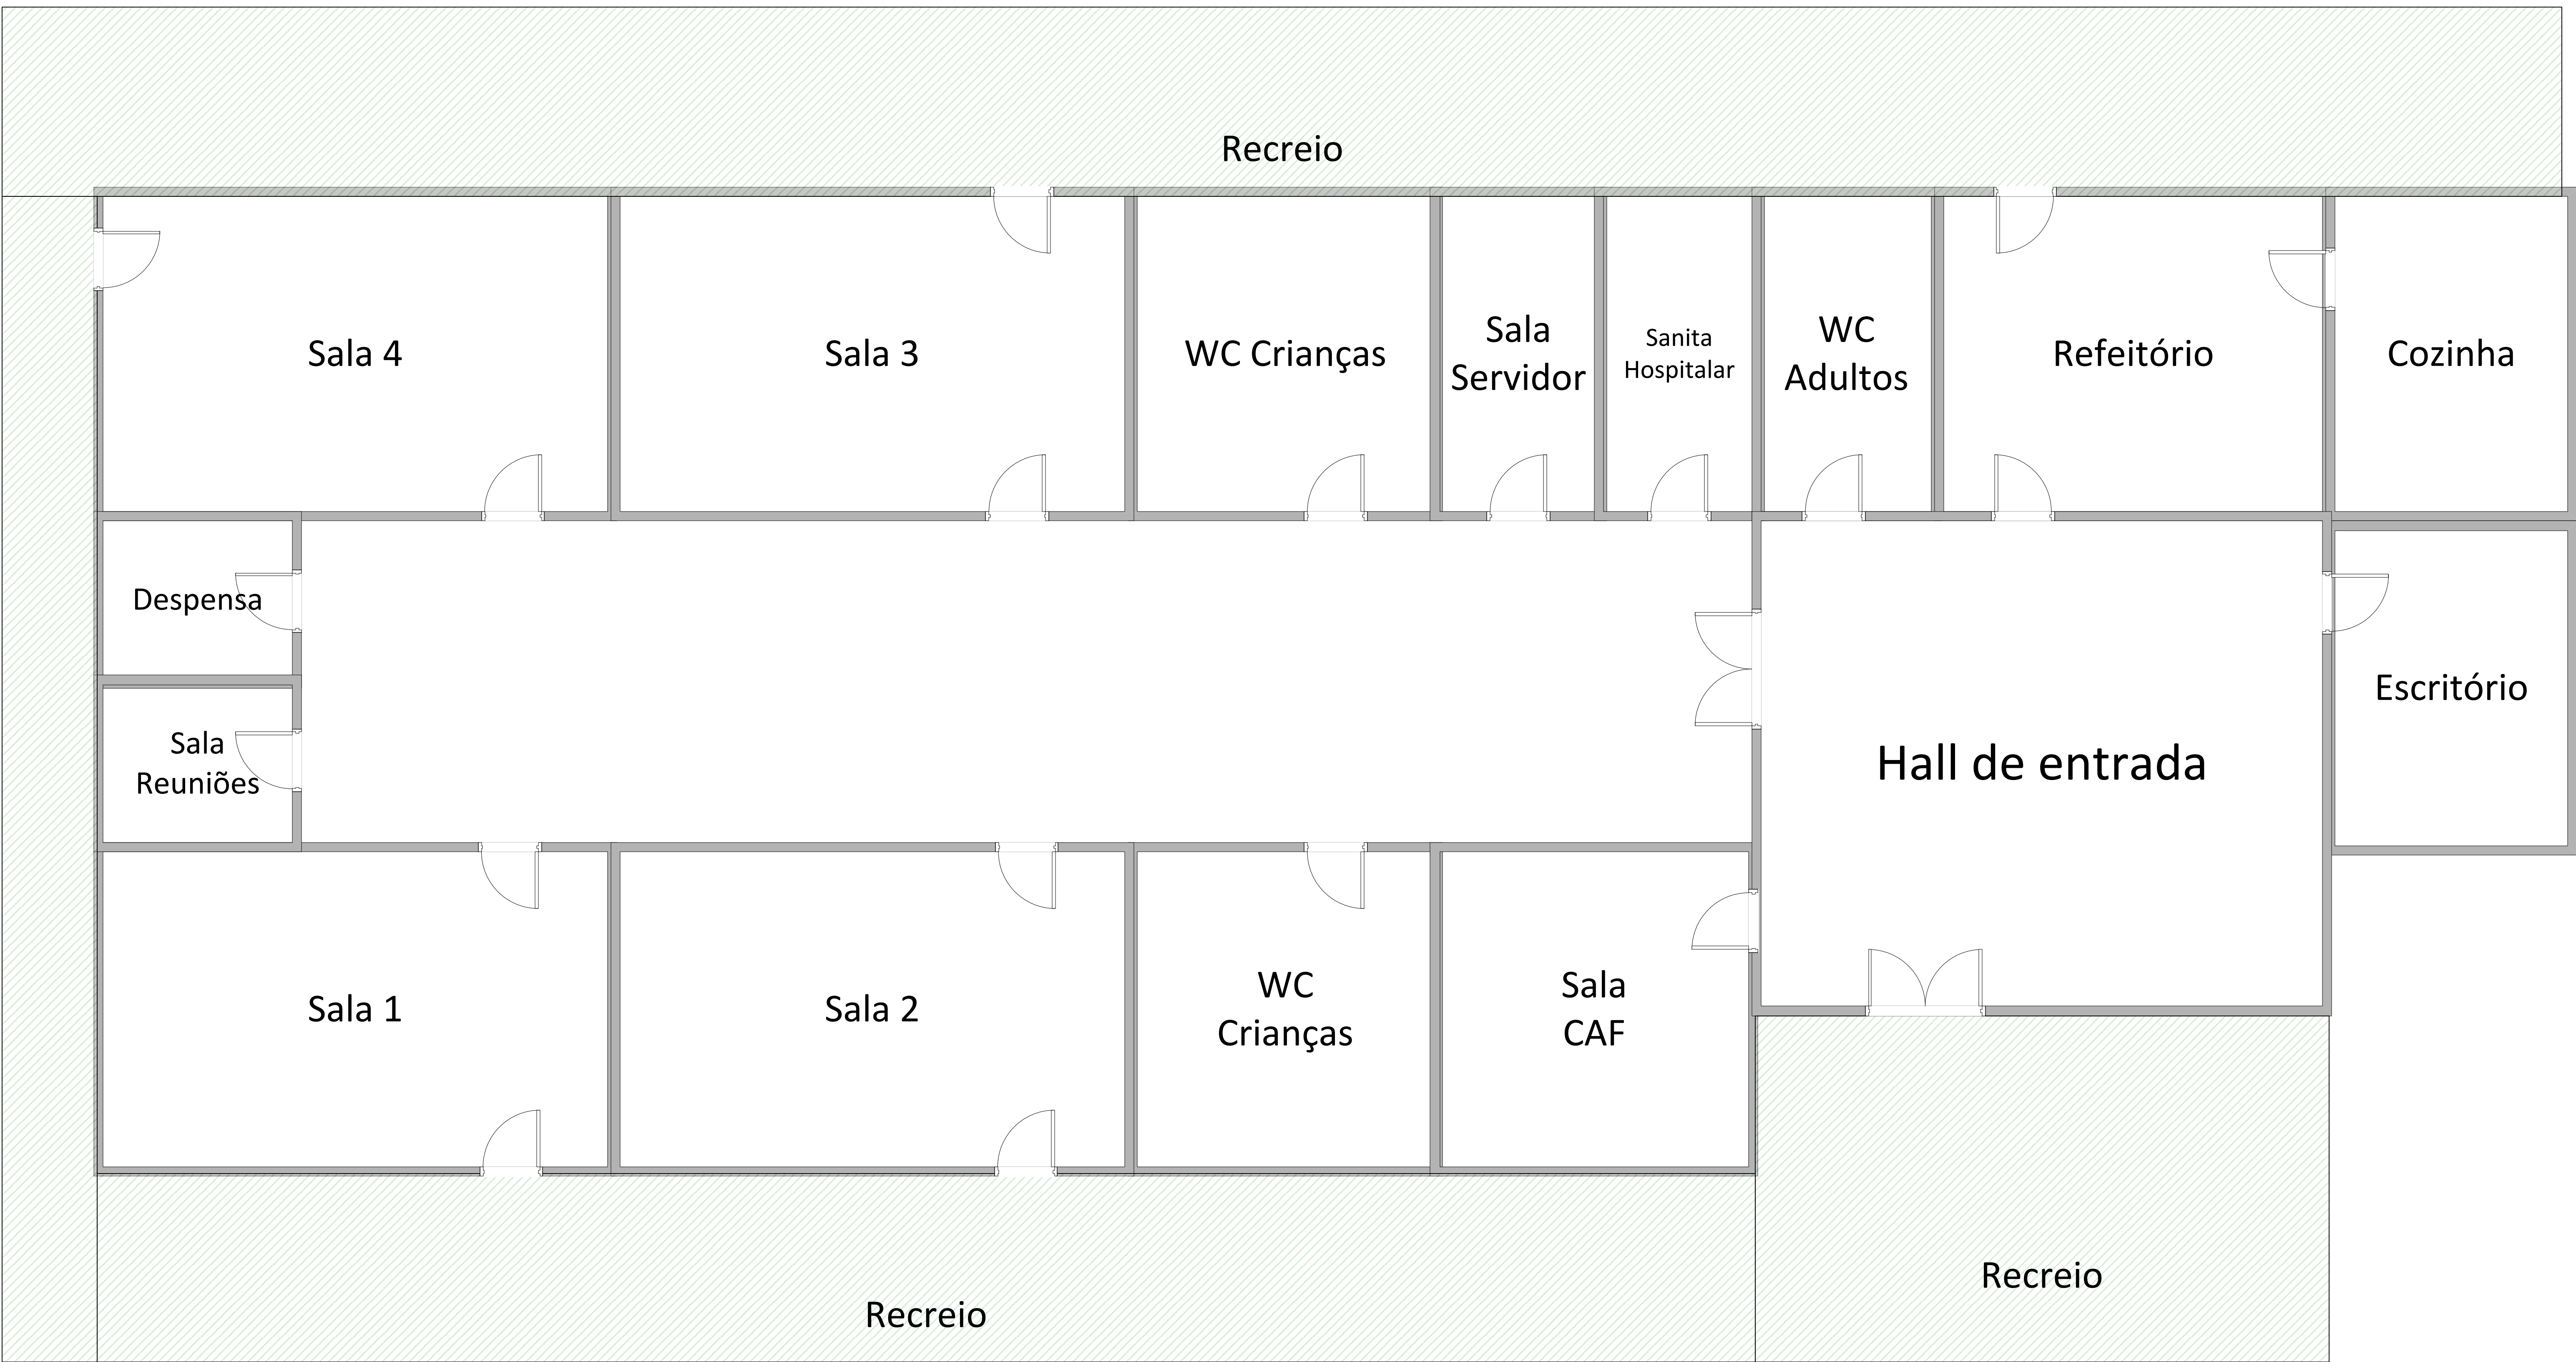 Recreio
Sala 4
Sala 3
WC Crianças
Sala
Servidor
Sanita
Hospitalar
WC
Adultos
Refeitório
Cozinha
Despensa
Sala
Reuniões
Hall de entrada
Escritório
Sala 1
Sala 2
WC
Crianças
Sala
CAF
Recreio
Recreio